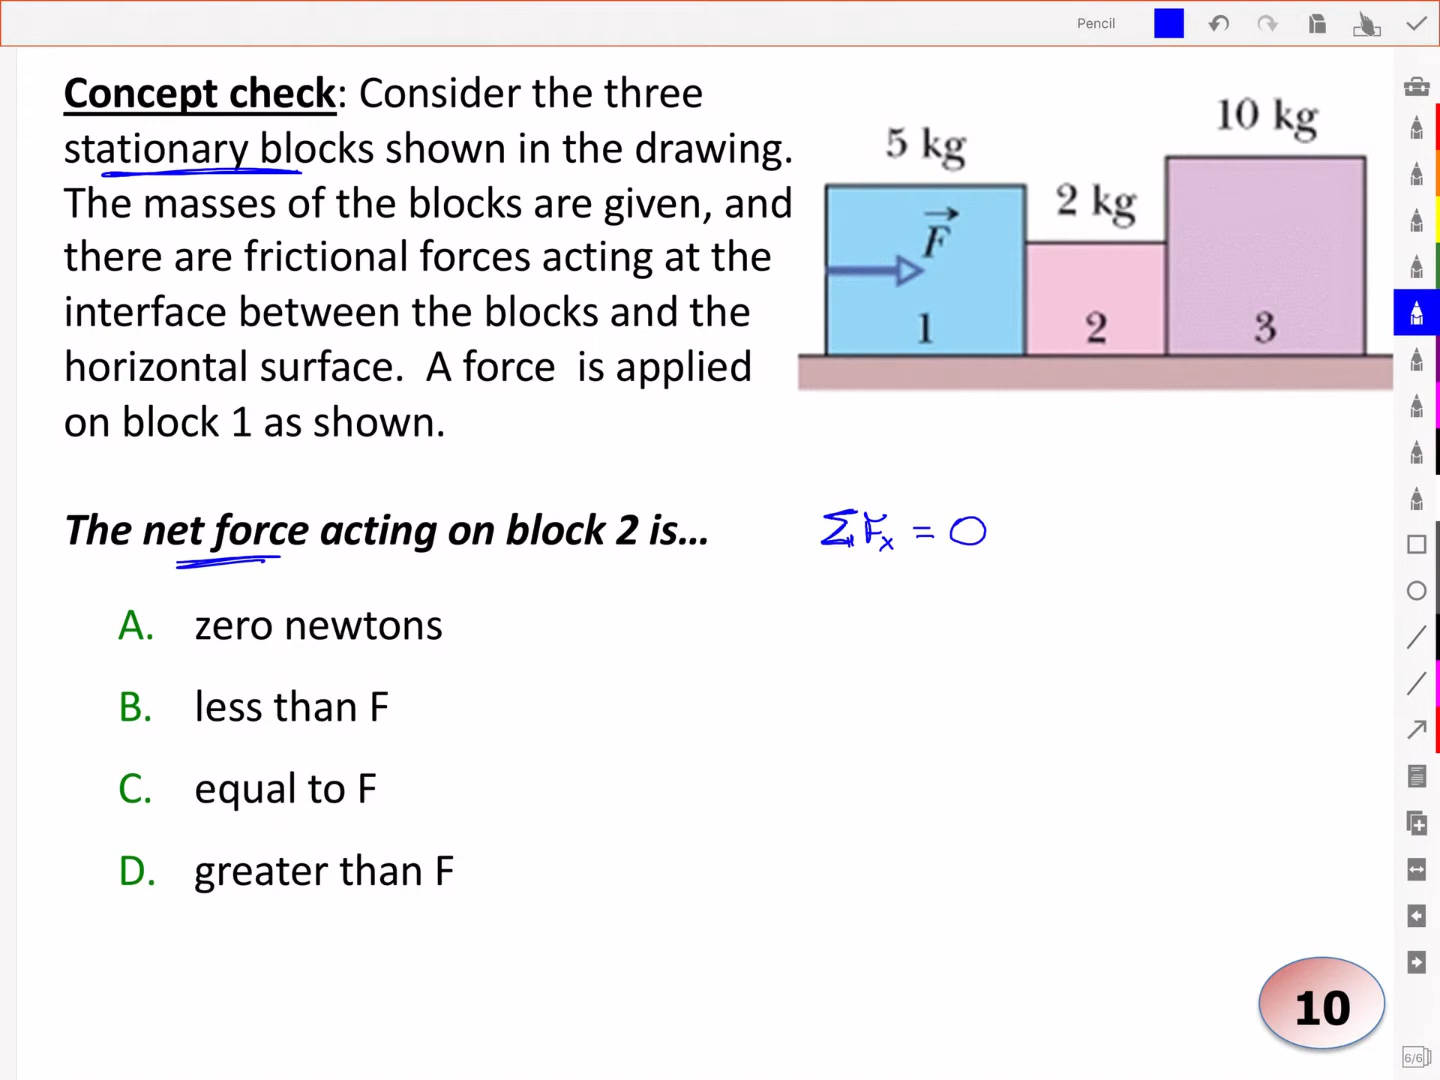 Pencil
Concept check: Consider the three
stationary blocks shown in the drawing.
The masses of the blocks are given, and
there are frictional forces acting at the
interface between the blocks and the
horizontal surface. A force is applied
on block 1 as shown.
5 kg
2 kg
10 kg
F
1
2
3
The net force acting on block 2 is...
ΣFx = 0
A. zero newtons
B. less than F
C. equal to F
D. greater than F
10
6/6